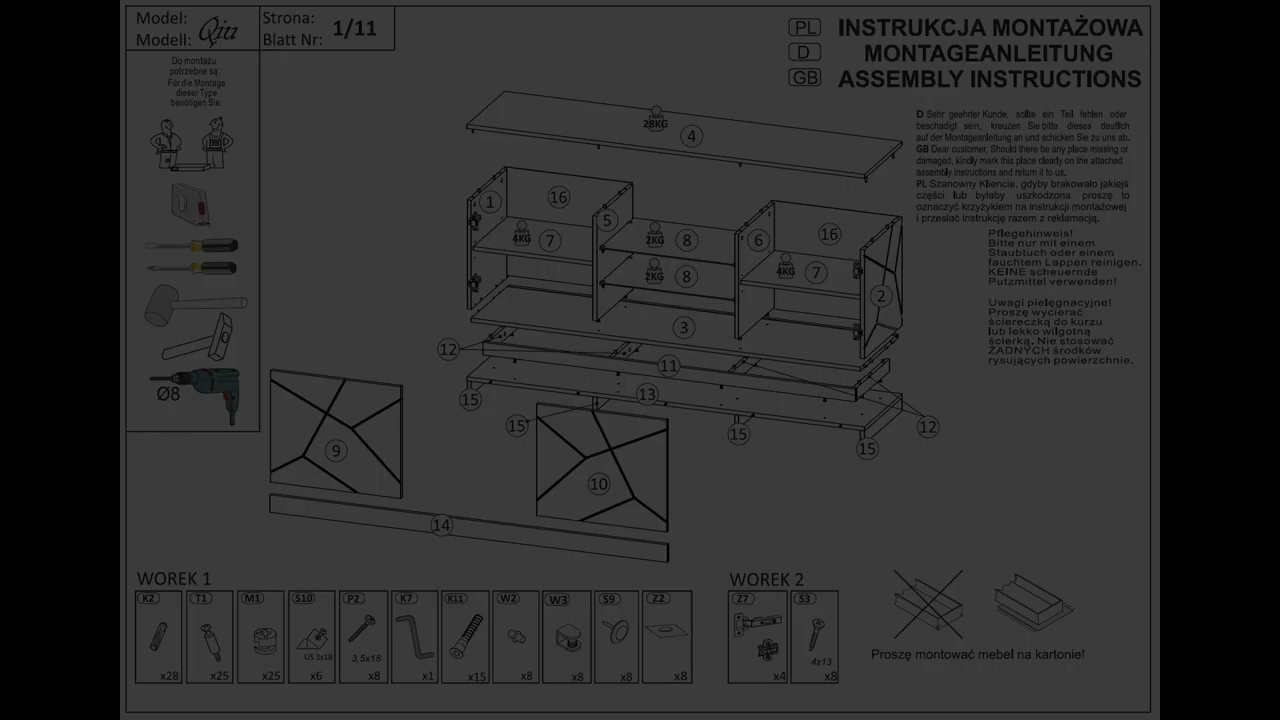 Model:
Modell:
Qiu
Strona:
Blatt Nr:
1/11
PL INSTRUKCJA MONTAŻOWA
D MONTAGEANLEITUNG
GB ASSEMBLY INSTRUCTIONS
Do montażu
potrzebne są:
Für die Montage
dieser Type
benötigen Sie:
Ø8
D Sehr geehrter Kunde, sollte ein Teil fehlen oder
beschadigt sein, kreuzen Sie bitte dieses deutlich
auf der Montageanleitung an und schicken Sie zu uns ab.
GB Dear customer, Should there be any place missing or
damaged, kindly mark this place clearly on the attached
assembly instructions and return it to us.
PL Szanowny Kliencie, gdyby brakowało jakiejś
części lub byłaby uszkodzona proszę to
oznaczyć krzyżykiem na instrukcji montażowej
i przesłać instrukcję razem z reklamacją.
Pflegehinweis!
Bitte nur mit einem
Staubtuch oder einem
fauchtem Lappen reinigen.
KEINE scheuernde
Putzmittel verwenden!
Uwagi pielęgnacyjne!
Proszę wycierać
ściereczką do kurzu
lub lekko wilgotną
ścierką. Nie stosować
ŻADNYCH środków
rysujących powierzchnie.
28KG
4
1
16
5
4KG
7
2KG
8
6
16
2KG
8
4KG
7
2
3
12
11
13
15
15
15
15
12
9
10
14
WOREK 1
K2
x28
T1
x25
M1
x25
S10
US 3x18
x6
P2
3,5x18
x8
K7
x1
K11
x15
W2
x8
W3
x8
S9
x8
Z2
x8
WOREK 2
Z7
x4
S3
4x13
x8
Proszę montować mebel na kartonie!